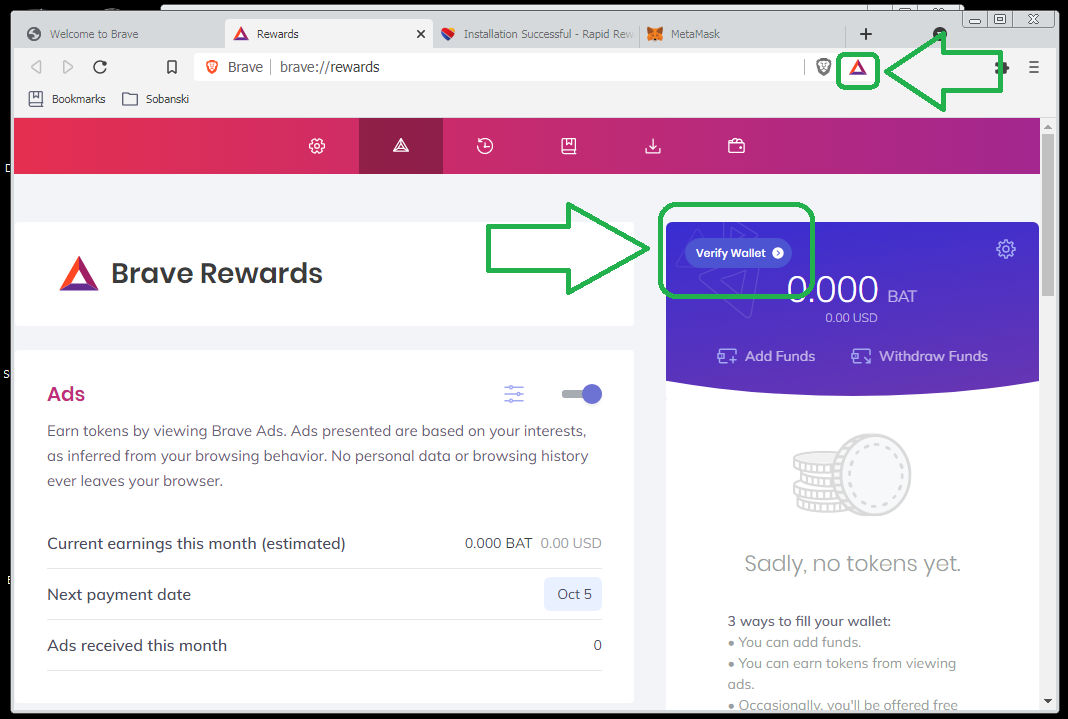 Welcome to Brave
Rewards
Installation Successful - Rapid Rew
MetaMask
Brave
brave://rewards
Bookmarks
Sobanski
Brave Rewards
Verify Wallet
0.000 BAT
0.00 USD
Add Funds
Withdraw Funds
Ads
Earn tokens by viewing Brave Ads. Ads presented are based on your interests,
as inferred from your browsing behavior. No personal data or browsing history
ever leaves your browser.
Current earnings this month (estimated) 0.000 BAT 0.00 USD
Next payment date Oct 5
Ads received this month 0
Sadly, no tokens yet.
3 ways to fill your wallet:
• You can add funds.
• You can earn tokens from viewing
ads.
• Occasionally, you'll be offered free